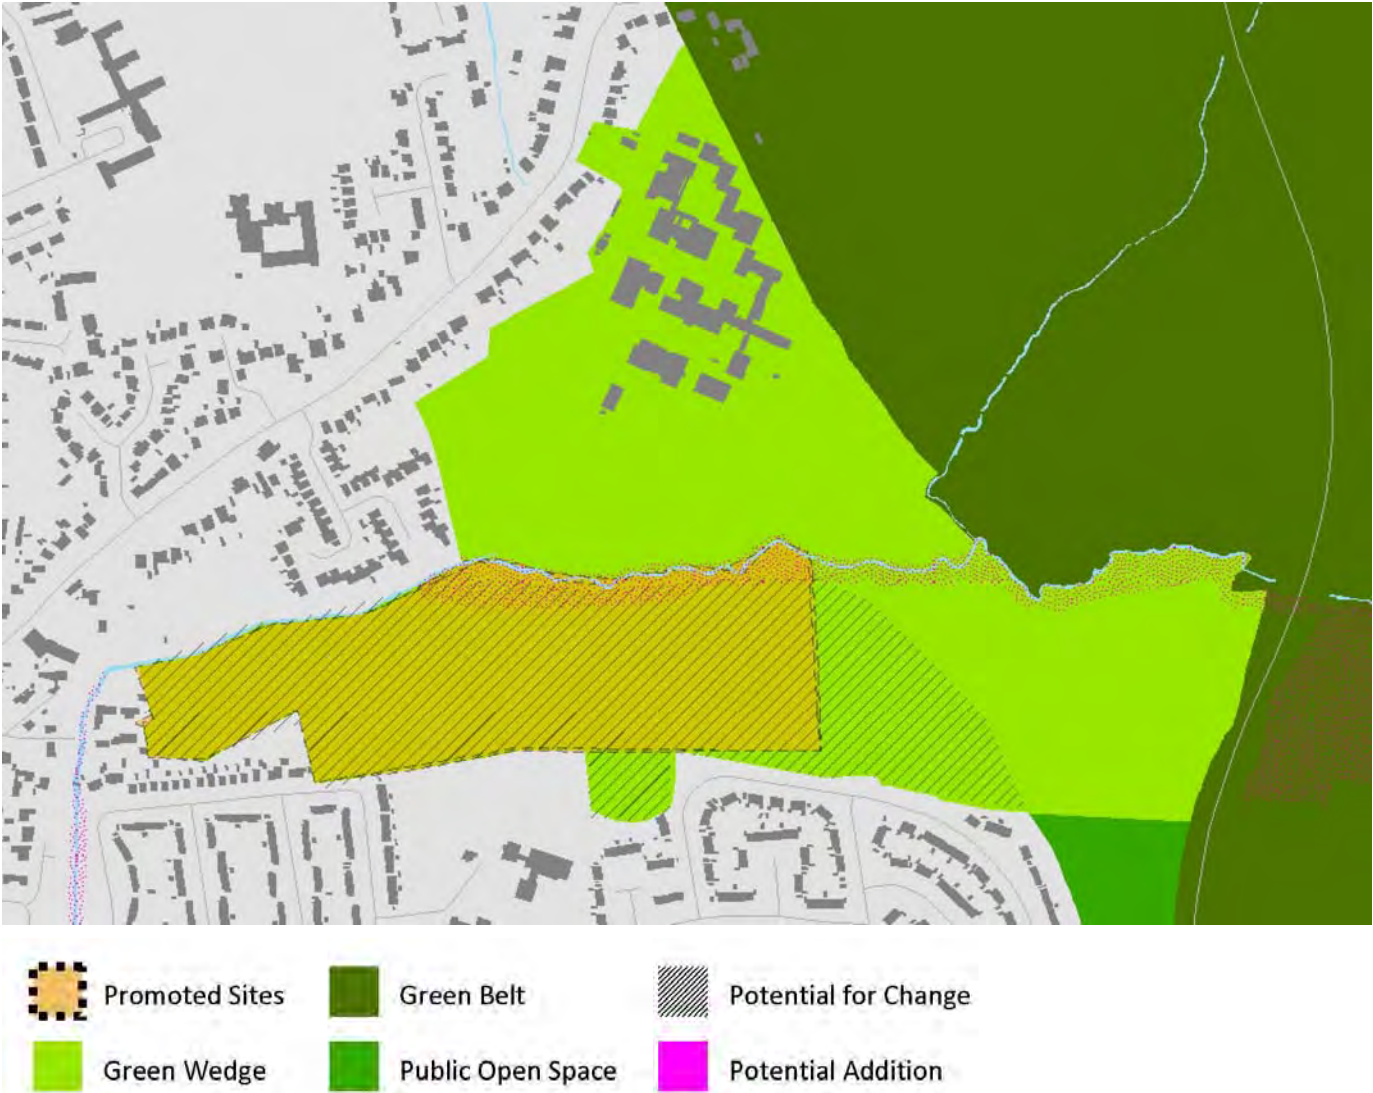 Promoted Sites
Green Belt
Potential for Change
Green Wedge
Public Open Space
Potential Addition